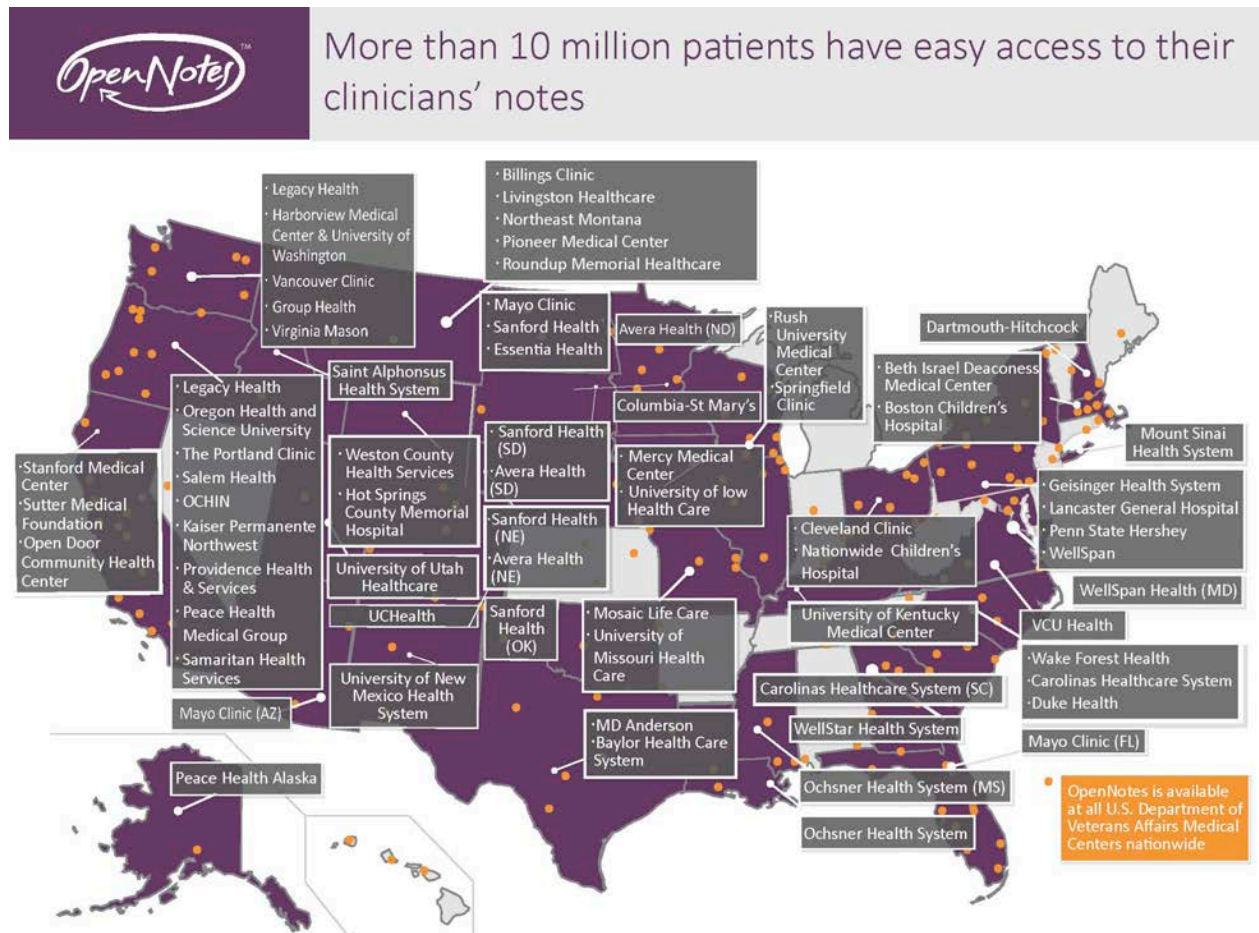 OpenNotes™
More than 10 million patients have easy access to their
clinicians' notes
· Legacy Health
· Harborview Medical
Center & University of
Washington
· Vancouver Clinic
· Group Health
· Virginia Mason
· Billings Clinic
· Livingston Healthcare
· Northeast Montana
· Pioneer Medical Center
· Roundup Memorial Healthcare
· Mayo Clinic
· Sanford Health
· Essentia Health
Avera Health (ND)
· Rush
University
Medical
Center
· Springfield
Clinic
Dartmouth-Hitchcock
· Beth Israel Deaconess
Medical Center
· Boston Children's
Hospital
Mount Sinai
Health System
Saint Alphonsus
Health System
Columbia-St Mary's
· Legacy Health
· Oregon Health and
Science University
· The Portland Clinic
· Salem Health
· OCHIN
· Kaiser Permanente
Northwest
· Providence Health
& Services
· Peace Health
Medical Group
· Samaritan Health
Services
· Stanford Medical
Center
· Sutter Medical
Foundation
· Open Door
Community Health
Center
· Weston County
Health Services
· Hot Springs
County Memorial
Hospital
· Sanford Health
(SD)
· Avera Health
(SD)
· Mercy Medical
Center
· University of Iow
Health Care
· Sanford Health
(NE)
· Avera Health
(NE)
· Cleveland Clinic
· Nationwide Children's
Hospital
· Geisinger Health System
· Lancaster General Hospital
· Penn State Hershey
· WellSpan
University of Utah
Healthcare
UCHealth
Sanford
Health
(OK)
· Mosaic Life Care
· University of
Missouri Health
Care
University of Kentucky
Medical Center
WellSpan Health (MD)
VCU Health
· Wake Forest Health
· Carolinas Healthcare System
· Duke Health
University of New
Mexico Health
System
Mayo Clinic (AZ)
Carolinas Healthcare System (SC)
WellStar Health System
Mayo Clinic (FL)
· MD Anderson
· Baylor Health Care
System
Ochsner Health System (MS)
Ochsner Health System
Peace Health Alaska
OpenNotes is available
at all U.S. Department of
Veterans Affairs Medical
Centers nationwide